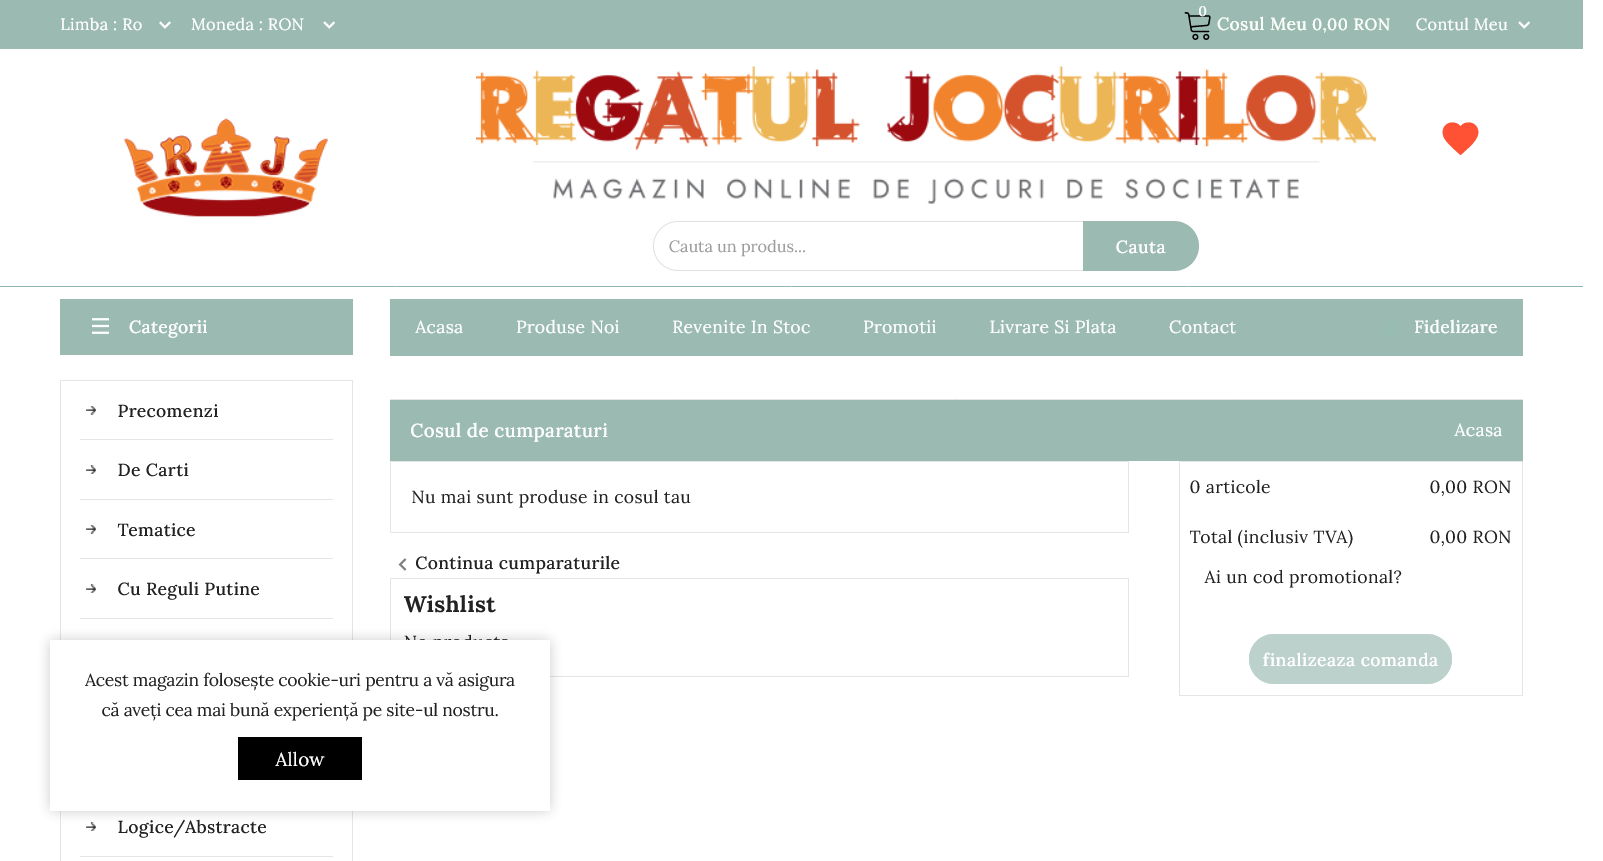 Limba : Ro
Moneda : RON
0
Cosul Meu 0,00 RON
Contul Meu
RAJ
REGATUL JOCURILOR
MAGAZIN ONLINE DE JOCURI DE SOCIETATE
Cauta un produs...
Cauta
Categorii
Acasa
Produse Noi
Revenite In Stoc
Promotii
Livrare Si Plata
Contact
Fidelizare
Precomenzi
De Carti
Tematice
Cu Reguli Putine
Cosul de cumparaturi
Acasa
Nu mai sunt produse in cosul tau
Continua cumparaturile
Wishlist
0 articole
0,00 RON
Total (inclusiv TVA)
0,00 RON
Ai un cod promotional?
finalizeaza comanda
Acest magazin folosește cookie-uri pentru a vă asigura
că aveți cea mai bună experiență pe site-ul nostru.
Allow
Logice/Abstracte